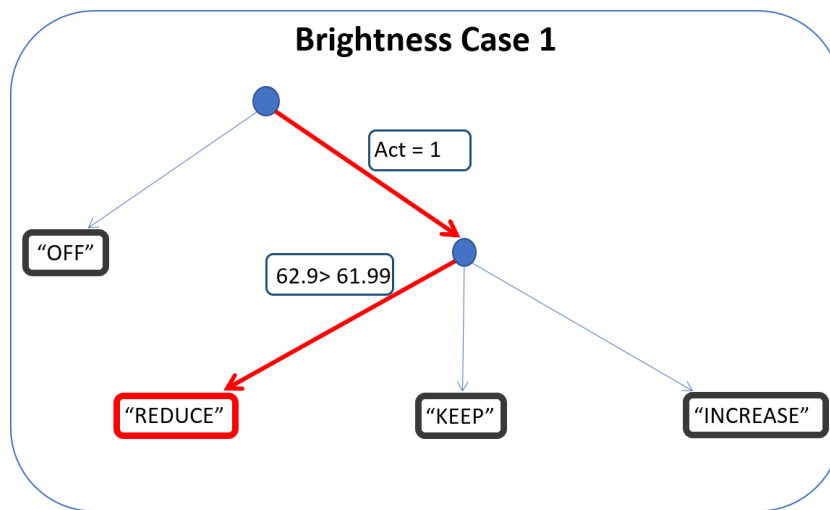 Brightness Case 1
Act = 1
“OFF”
62.9> 61.99
“REDUCE”
“KEEP”
“INCREASE”